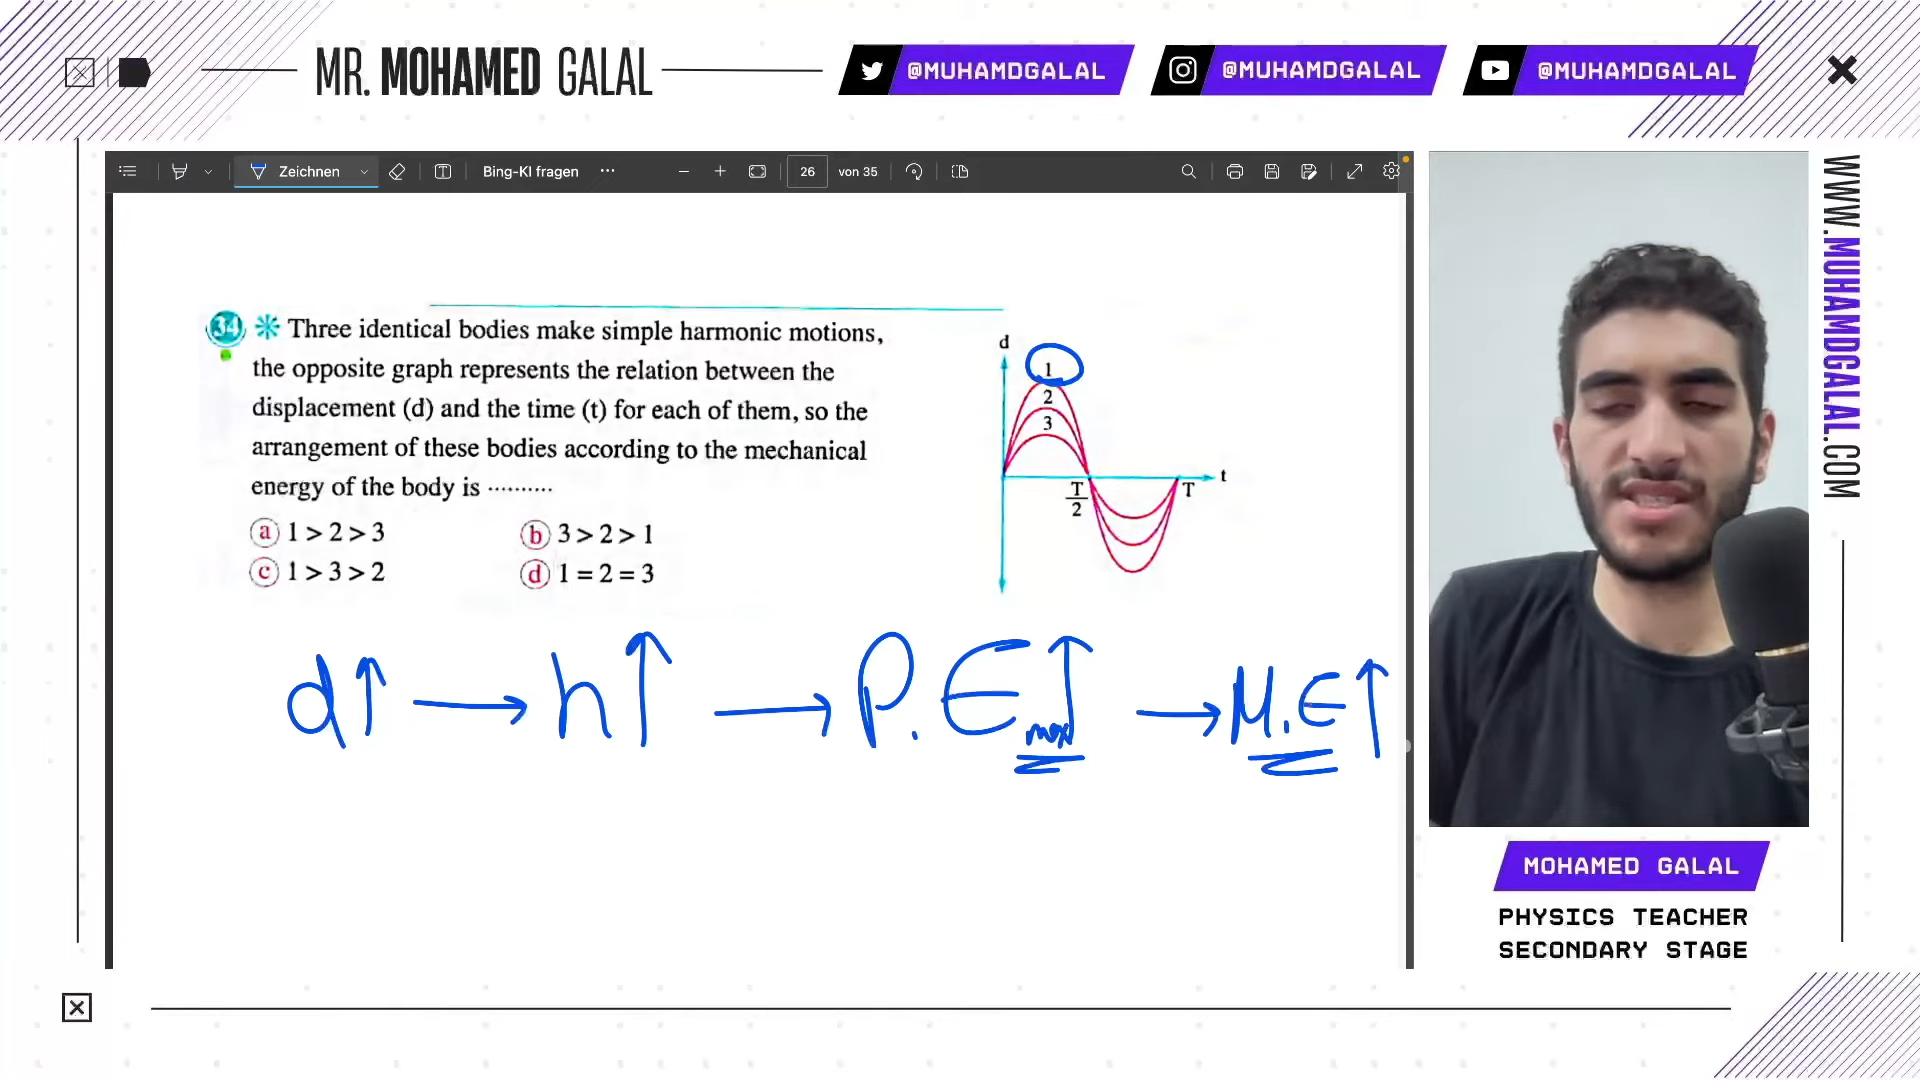 MR. MOHAMED GALAL
@MUHAMDGALAL
@MUHAMDGALAL
@MUHAMDGALAL
Zeichnen
Bing-KI fragen
26
von 35
34 * Three identical bodies make simple harmonic motions,
the opposite graph represents the relation between the
displacement (d) and the time (t) for each of them, so the
arrangement of these bodies according to the mechanical
energy of the body is ··········
a 1 > 2 > 3
b 3 > 2 > 1
c 1 > 3 > 2
d 1 = 2 = 3
d
1
2
3
T/2
T
t
d↑ → h↑ → P.E max↑ → M.E↑
WWW.MUHAMDGALAL.COM
MOHAMED GALAL
PHYSICS TEACHER
SECONDARY STAGE